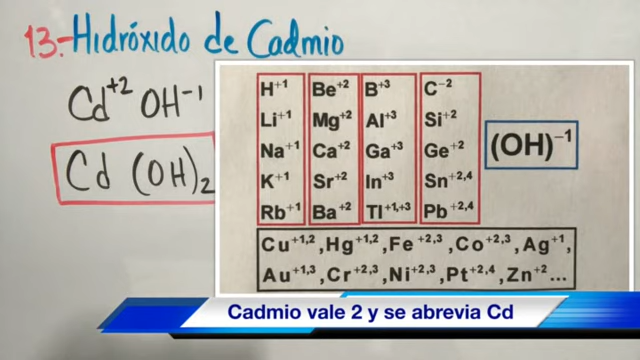 13.- Hidróxido de Cadmio
Cd+2 OH-1
Cd (OH)2
H+1 Be+2 B+3 C-2
Li+1 Mg+2 Al+3 Si+2
Na+1 Ca+2 Ga+3 Ge+2
K+1 Sr+2 In+3 Sn+2,4
Rb+1 Ba+2 Tl+1,+3 Pb+2,4
(OH)-1
Cu+1,2, Hg+1,2, Fe+2,3, Co+2,3, Ag+1,
Au+1,3, Cr+2,3, Ni+2,3, Pt+2,4, Zn+2...
Cadmio vale 2 y se abrevia Cd